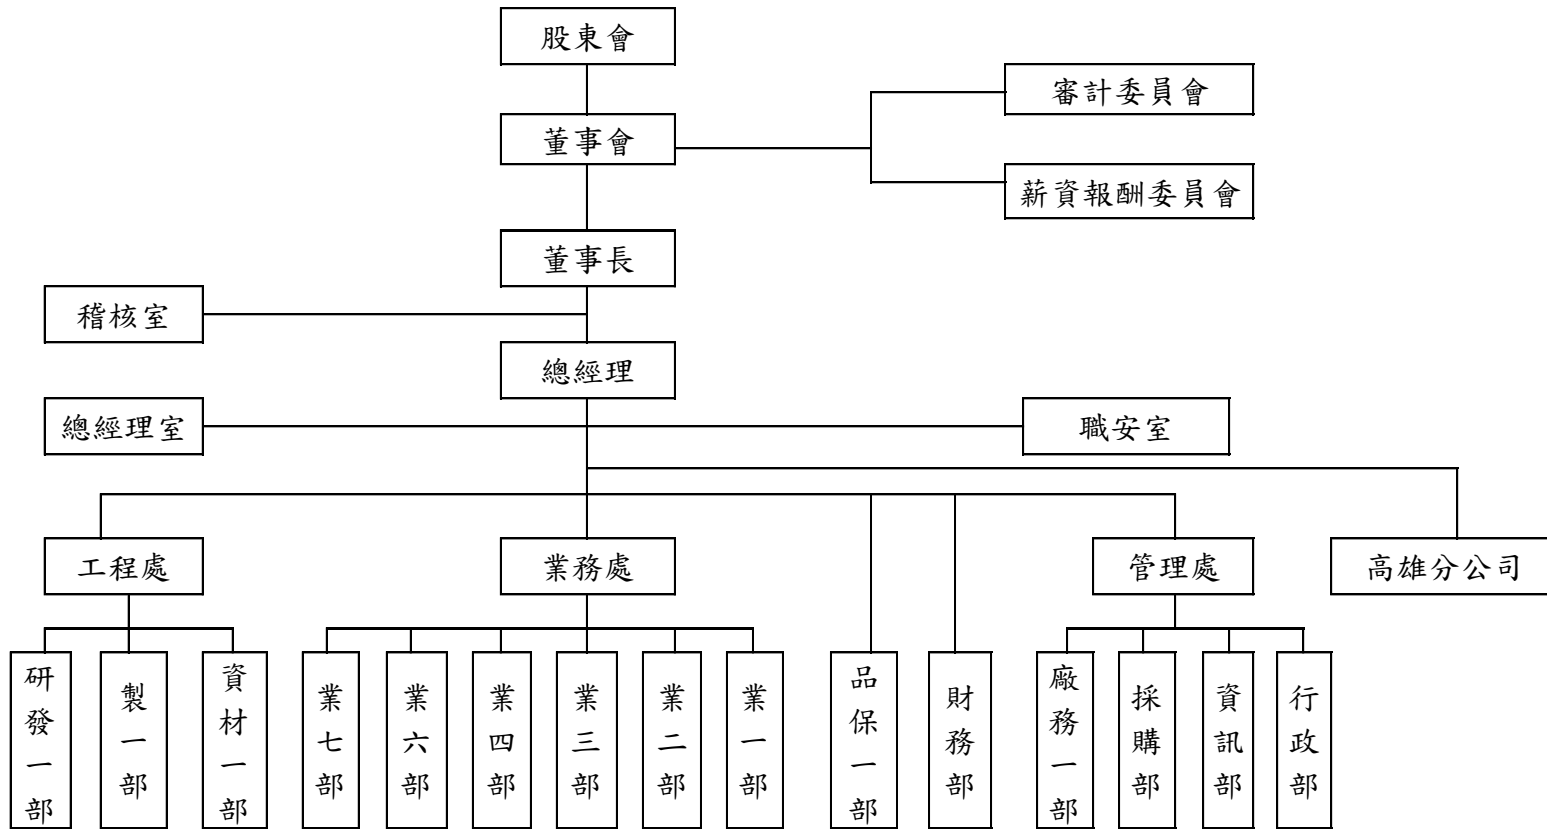 股東會
審計委員會
董事會
薪資報酬委員會
董事長
稽核室
總經理
總經理室
職安室
工程處
業務處
管理處
高雄分公司
研發一部
製一部
資材一部
業七部
業六部
業四部
業三部
業二部
業一部
品保一部
財務部
廠務一部
採購部
資訊部
行政部